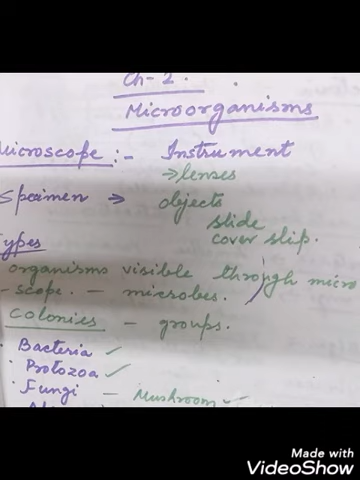 Ch- 2.
Microorganisms
Microscope :- Instrument
→ lenses
Specimen → objects
slide
cover slip.
Types
organisms visible through micro
-scope. - microbes.
Colonies - groups.
Bacteria ✓
Protozoa ✓
Fungi - Mushroom ✓
Made with
VideoShow